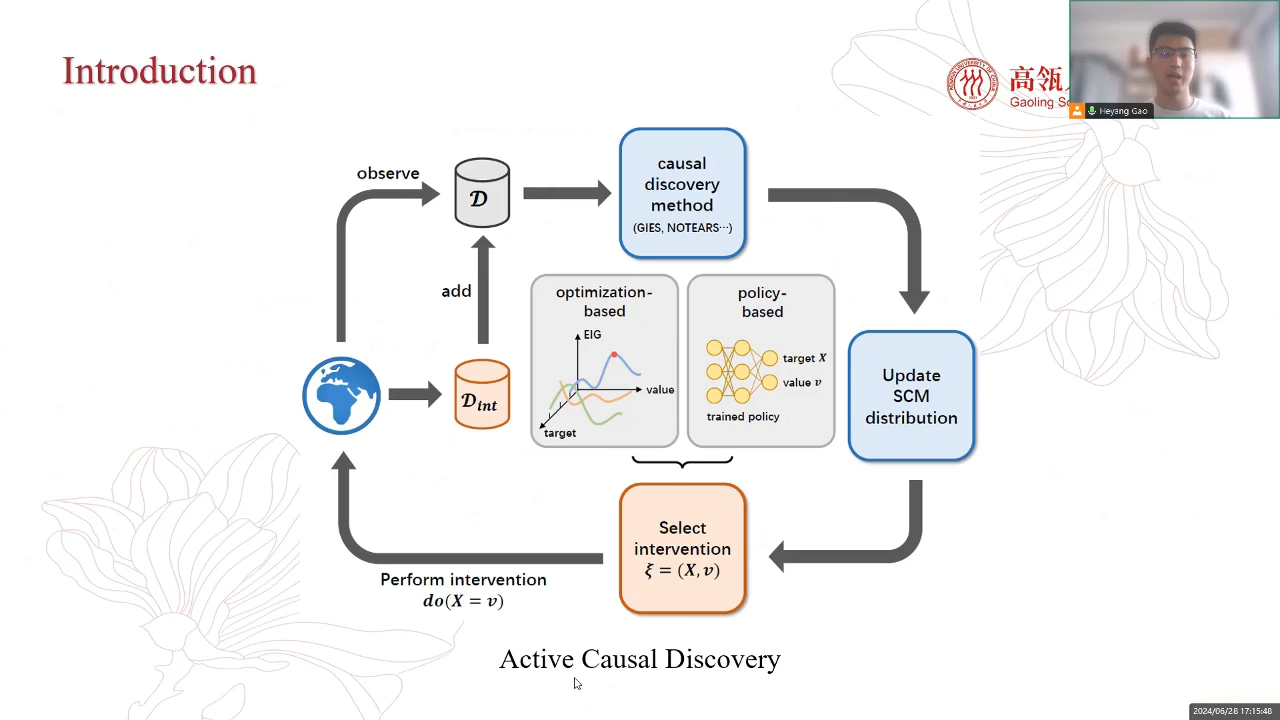 Introduction
高瓴
Gaoling
Heyang Gao
observe
D
causal
discovery
method
(GIES, NOTEARS···)
add
optimization-
based
EIG
value
target
policy-
based
target X
value v
trained policy
D_int
Update
SCM
distribution
Select
intervention
ξ = (X, v)
Perform intervention
do(X = v)
Active Causal Discovery
2024/06/28 17:15:48